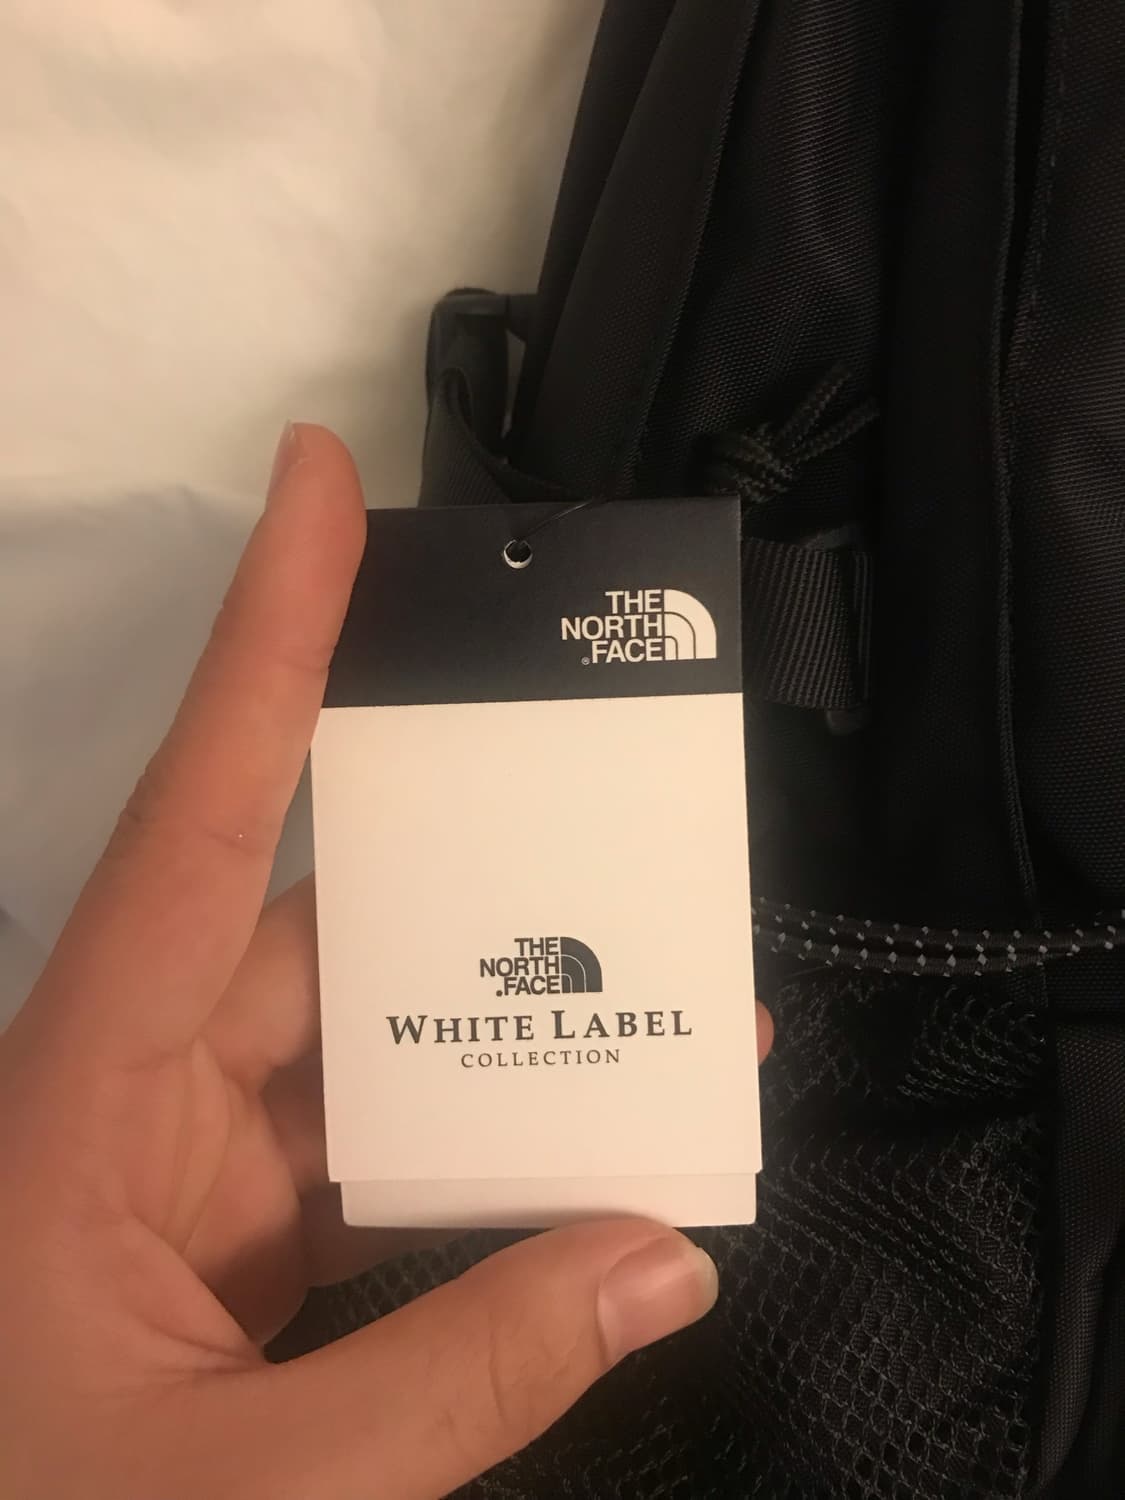 THE
NORTH
®FACE
THE
NORTH
.FACE
WHITE LABEL
COLLECTION